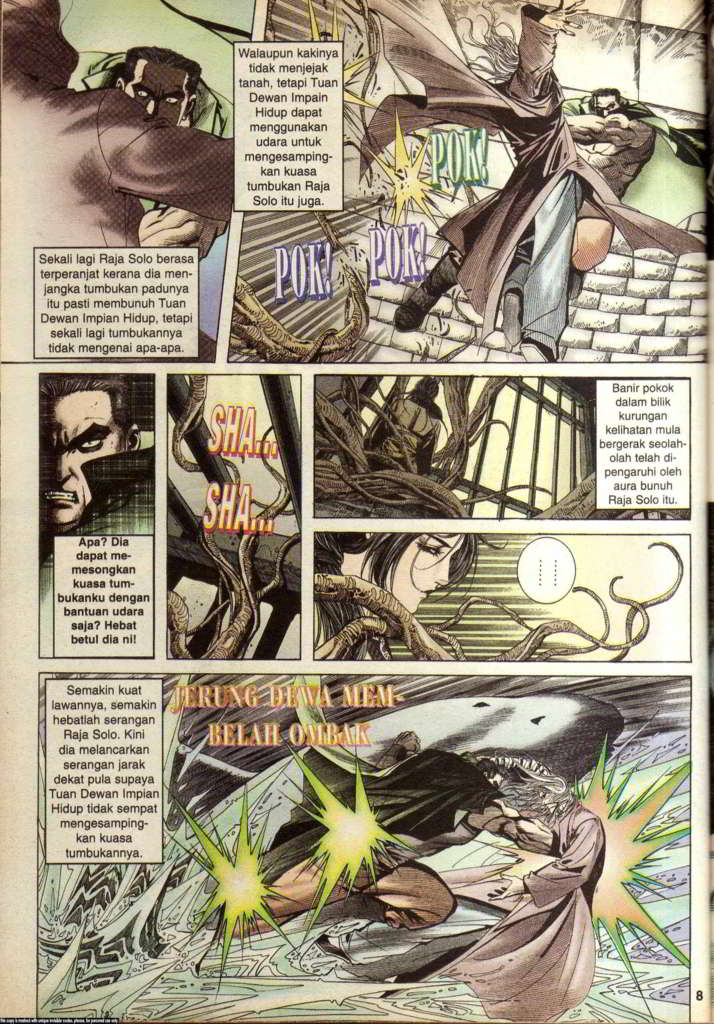 Walaupun kakinya
tidak menjejak
tanah, tetapi Tuan
Dewan Impain
Hidup dapat
menggunakan
udara untuk
mengesamping-
kan kuasa
tumbukan Raja
Solo itu juga.
Sekali lagi Raja Solo berasa
terperanjat kerana dia men-
jangka tumbukan padunya
itu pasti membunuh Tuan
Dewan Impian Hidup, tetapi
sekali lagi tumbukannya
tidak mengenai apa-apa.
POK!
POK!
POK!
Apa? Dia
dapat me-
mesongkan
kuasa tum-
bukanku dengan
bantuan udara
saja? Hebat
betul dia ni!
SHA...
SHA...
Banir pokok
dalam bilik
kurungan
kelihatan mula
bergerak seolah-
olah telah di-
pengaruhi oleh
aura bunuh
Raja Solo itu.
Semakin kuat
lawannya, semakin
hebatlah serangan
Raja Solo. Kini
dia melancarkan
serangan jarak
dekat pula supaya
Tuan Dewan Impian
Hidup tidak sempat
mengesamping-
kan kuasa
tumbukannya.
JERUNG DEWA MEM-
BELAH OMBAK
8